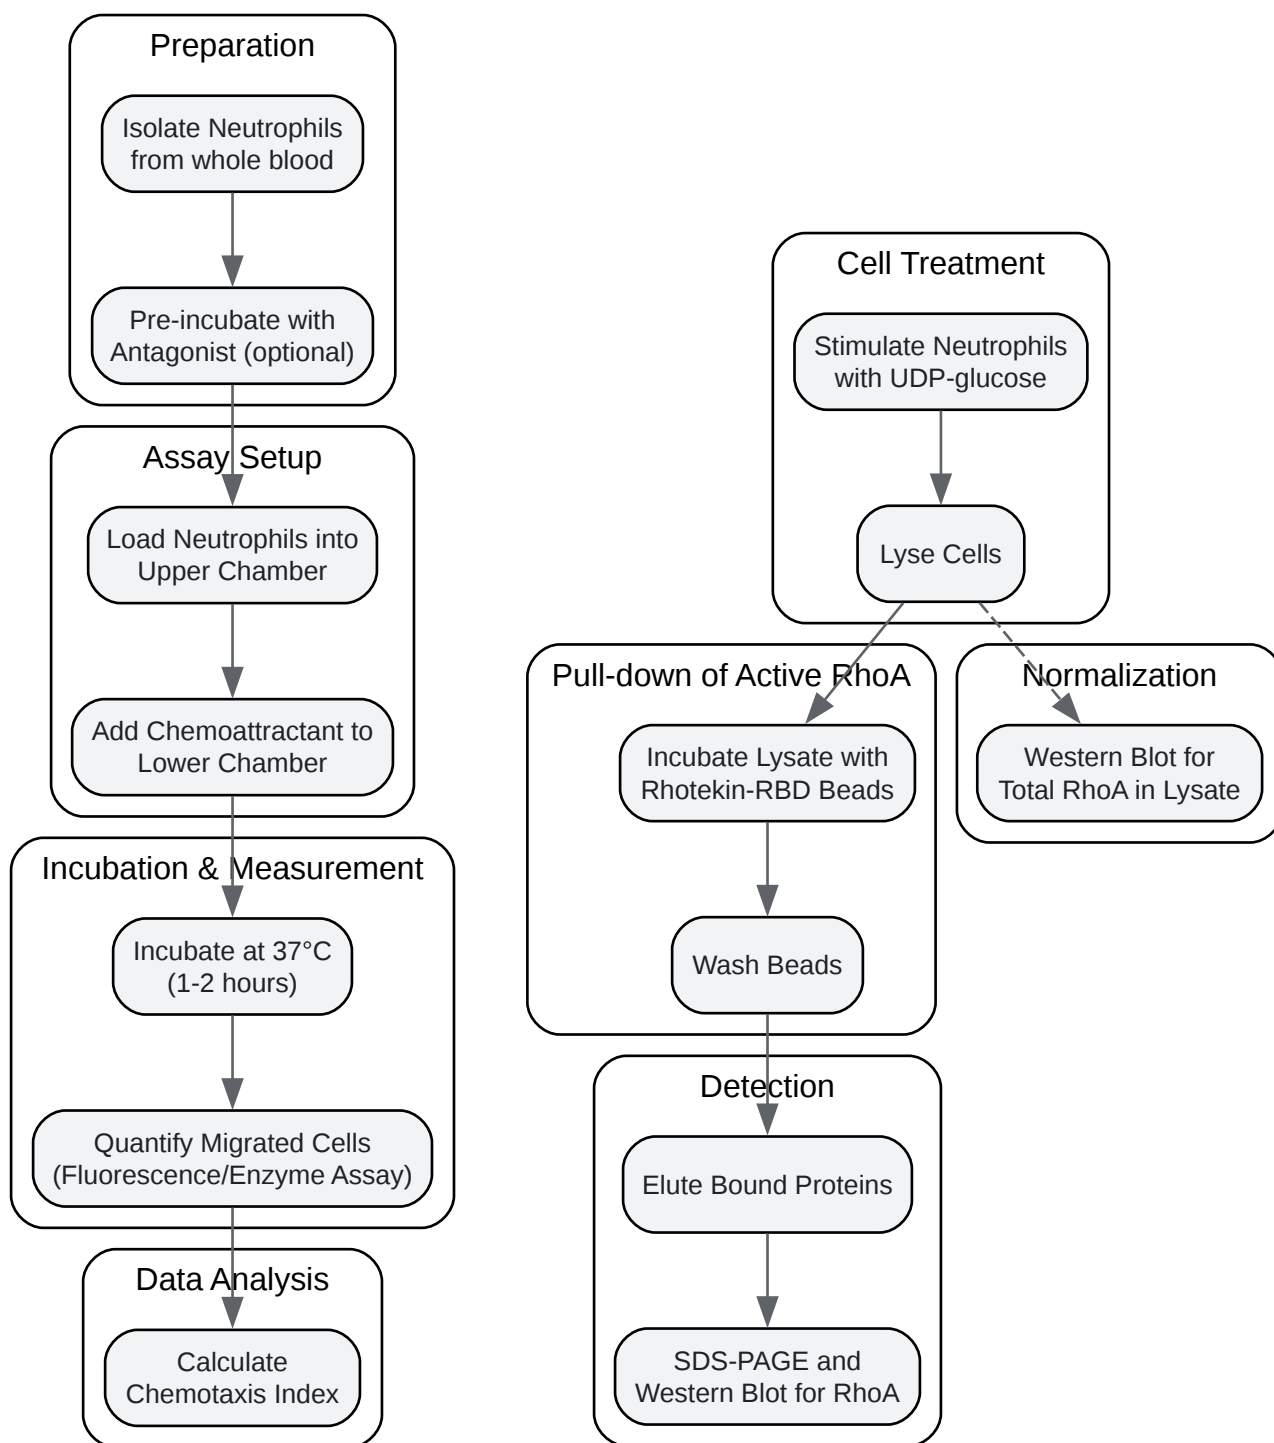 Preparation
Isolate Neutrophils
from whole blood
Pre-incubate with
Antagonist (optional)
Assay Setup
Load Neutrophils into
Upper Chamber
Add Chemoattractant to
Lower Chamber
Incubation & Measurement
Incubate at 37°C
(1-2 hours)
Quantify Migrated Cells
(Fluorescence/Enzyme Assay)
Data Analysis
Calculate
Chemotaxis Index
Cell Treatment
Stimulate Neutrophils
with UDP-glucose
Lyse Cells
Pull-down of Active RhoA
Incubate Lysate with
Rhotekin-RBD Beads
Wash Beads
Normalization
Western Blot for
Total RhoA in Lysate
Detection
Elute Bound Proteins
SDS-PAGE and
Western Blot for RhoA